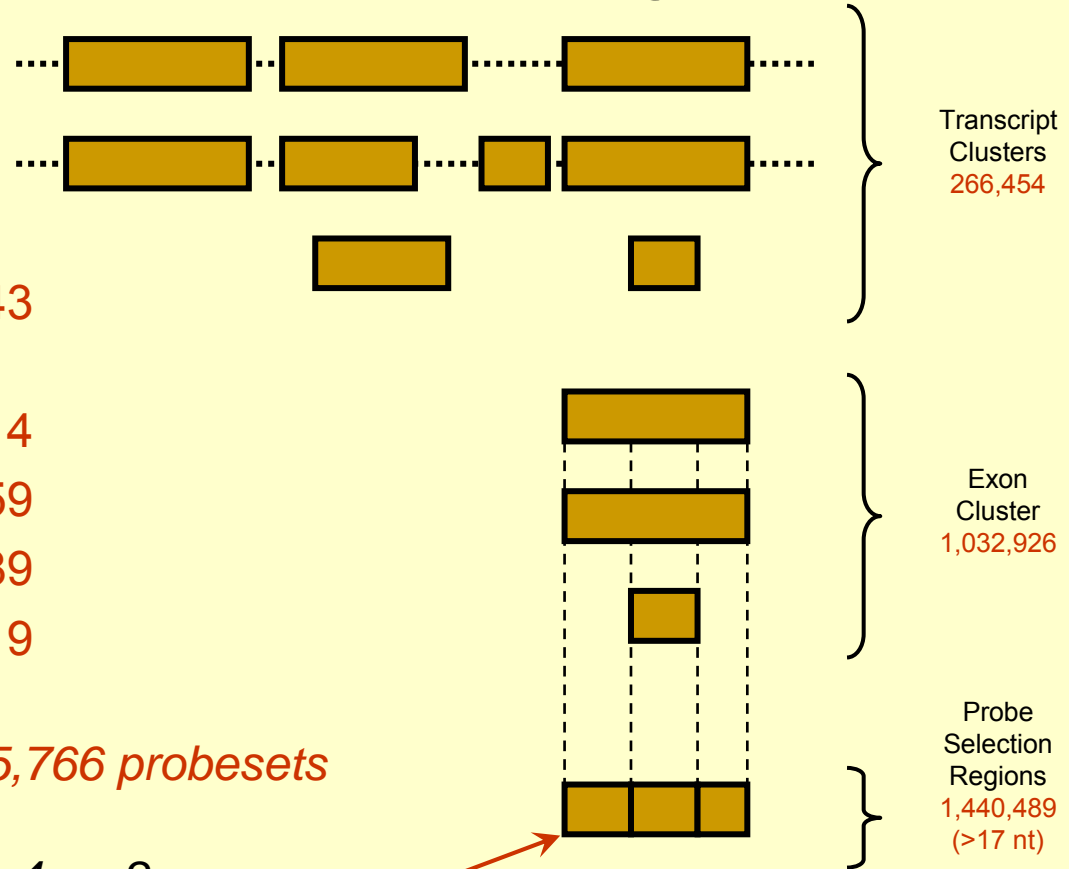 Transcript
Clusters
266,454
43
4
59
39
9
Exon
Cluster
1,032,926
5,766 probesets
Probe
Selection
Regions
1,440,489
(>17 nt)